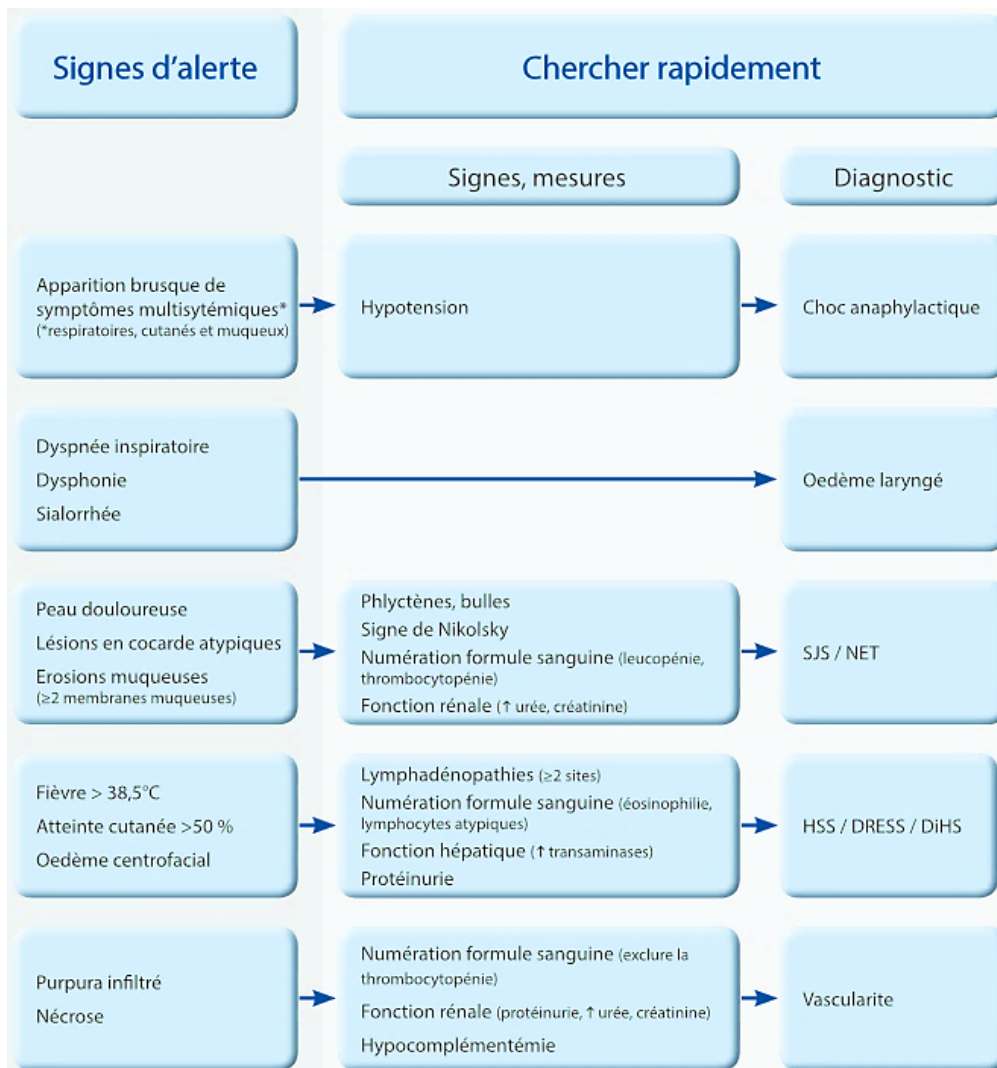 Signes d'alerte
Chercher rapidement
Signes, mesures
Diagnostic
Apparition brusque de
symptômes multisytémiques*
(*respiratoires, cutanés et muqueux)
Hypotension
Choc anaphylactique
Dyspnée inspiratoire
Dysphonie
Sialorrhée
Oedème laryngé
Peau douloureuse
Lésions en cocarde atypiques
Erosions muqueuses
(≥2 membranes muqueuses)
Phlyctènes, bulles
Signe de Nikolsky
Numération formule sanguine (leucopénie,
thrombocytopénie)
Fonction rénale (↑ urée, créatinine)
SJS / NET
Fièvre > 38,5°C
Atteinte cutanée >50 %
Oedème centrofacial
Lymphadénopathies (≥2 sites)
Numération formule sanguine (éosinophilie,
lymphocytes atypiques)
Fonction hépatique (↑ transaminases)
Protéinurie
HSS / DRESS / DiHS
Purpura infiltré
Nécrose
Numération formule sanguine (exclure la
thrombocytopénie)
Fonction rénale (protéinurie, ↑ urée, créatinine)
Hypocomplémentémie
Vascularite